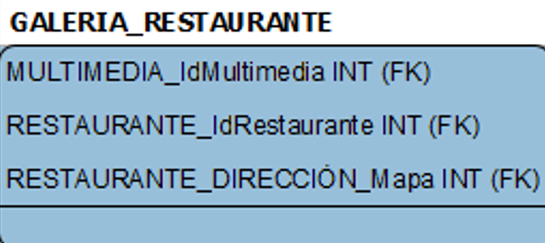 GALERIA_RESTAURANTE
MULTIMEDIA_IdMultimedia INT (FK)
RESTAURANTE_IdRestaurante INT (FK)
RESTAURANTE_DIRECCIÓN_Mapa INT (FK)